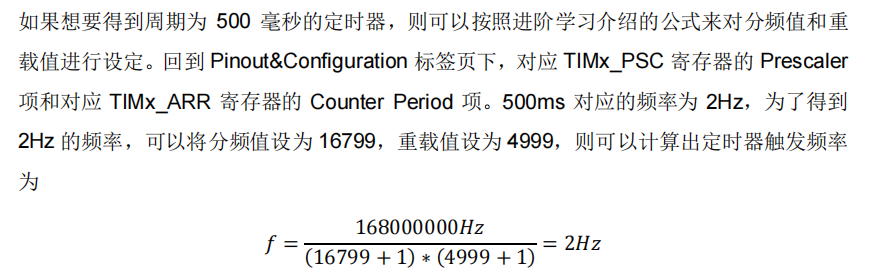 如果想要得到周期为 500 毫秒的定时器，则可以按照进阶学习介绍的公式来对分频值和重
载值进行设定。回到 Pinout&Configuration 标签页下，对应 TIMx_PSC 寄存器的 Prescaler
项和对应 TIMx_ARR 寄存器的 Counter Period 项。500ms 对应的频率为 2Hz，为了得到
2Hz 的频率，可以将分频值设为 16799，重载值设为 4999，则可以计算出定时器触发频率
为
f = 168000000Hz / (16799 + 1) ∗ (4999 + 1) = 2Hz